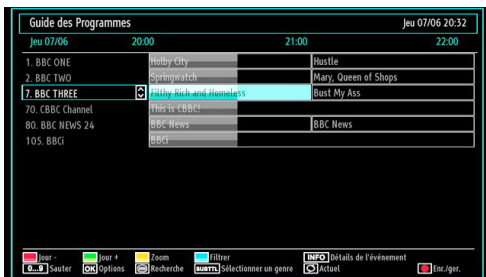 Guide des Programmes Jeu 07/06 20:32
Jeu 07/06 20:00 21:00 22:00
1. BBC ONE Holby City Hustle
2. BBC TWO Springwatch Mary, Queen of Shops
7. BBC THREE Filthy Rich and Homeless Bust My Ass
70. CBBC Channel This is CBBC!
80. BBC NEWS 24 BBC News BBC News
105. BBCi BBCi
Jour - Jour + Zoom Filtrer INFO Détails de l'événement
0...9 Sauter OK Options Recherche SUBTTL Sélectionner un genre Actuel Enr./ger.